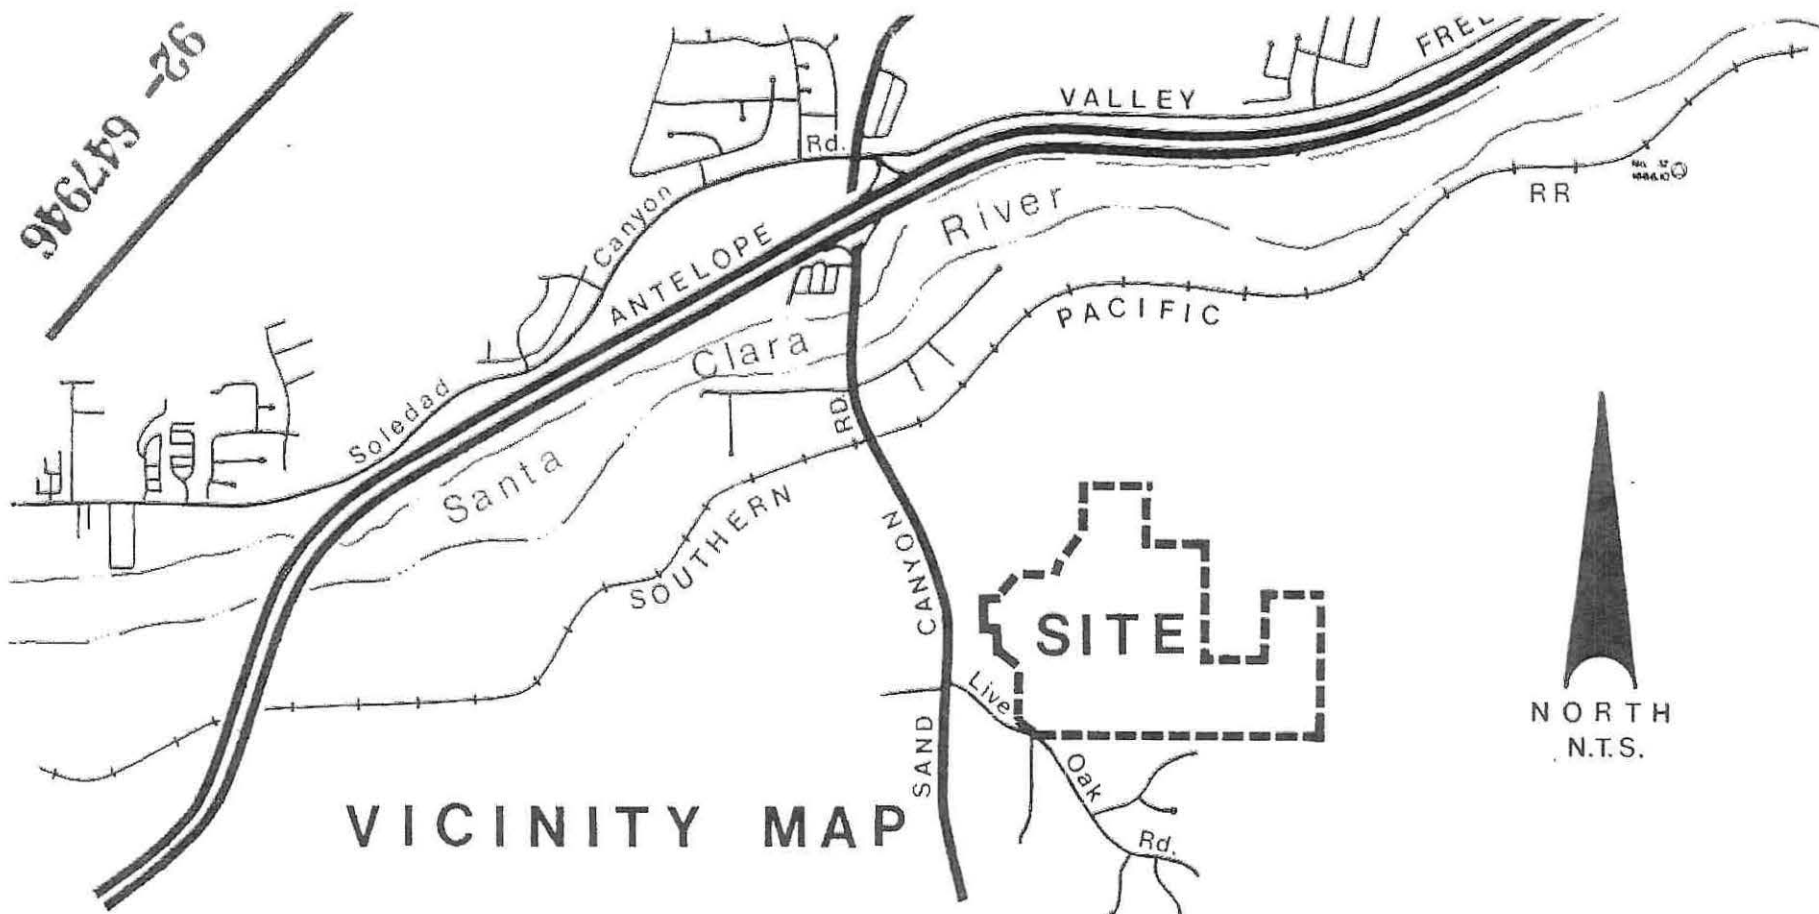 92-647946
VALLEY
FREE
Rd.
Canyon
River
RR
ANTELOPE
PACIFIC
Clara
Soledad
RD.
Santa
SOUTHERN
CANYON
SITE
Live
NORTH
N.T.S.
SAND
Oak
VICINITY MAP
Rd.